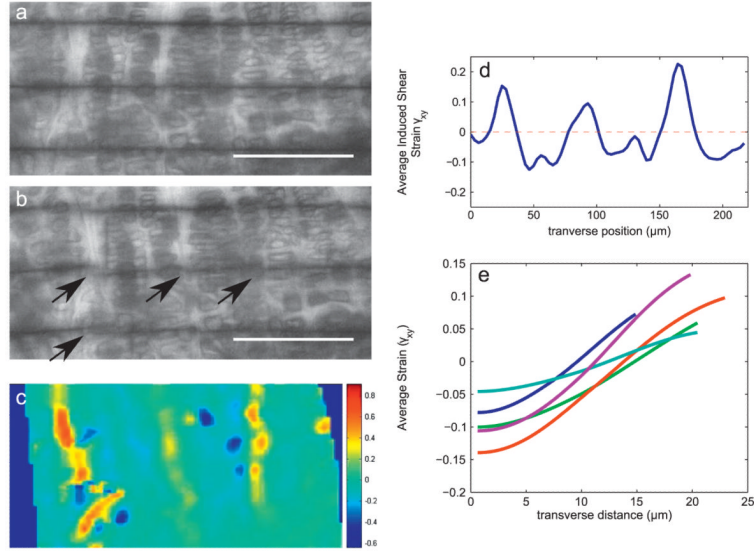 a
b
c
0.8
0.6
0.4
0.2
0
-0.2
-0.4
-0.6
d
Average Induced Shear
Strain γxy
0.2
0.1
0
-0.1
-0.2
0 50 100 150 200
tranverse position (µm)
e
Average Strain (γxy)
0.15
0.1
0.05
0
-0.05
-0.1
-0.15
-0.2
0 5 10 15 20 25
transverse distance (µm)